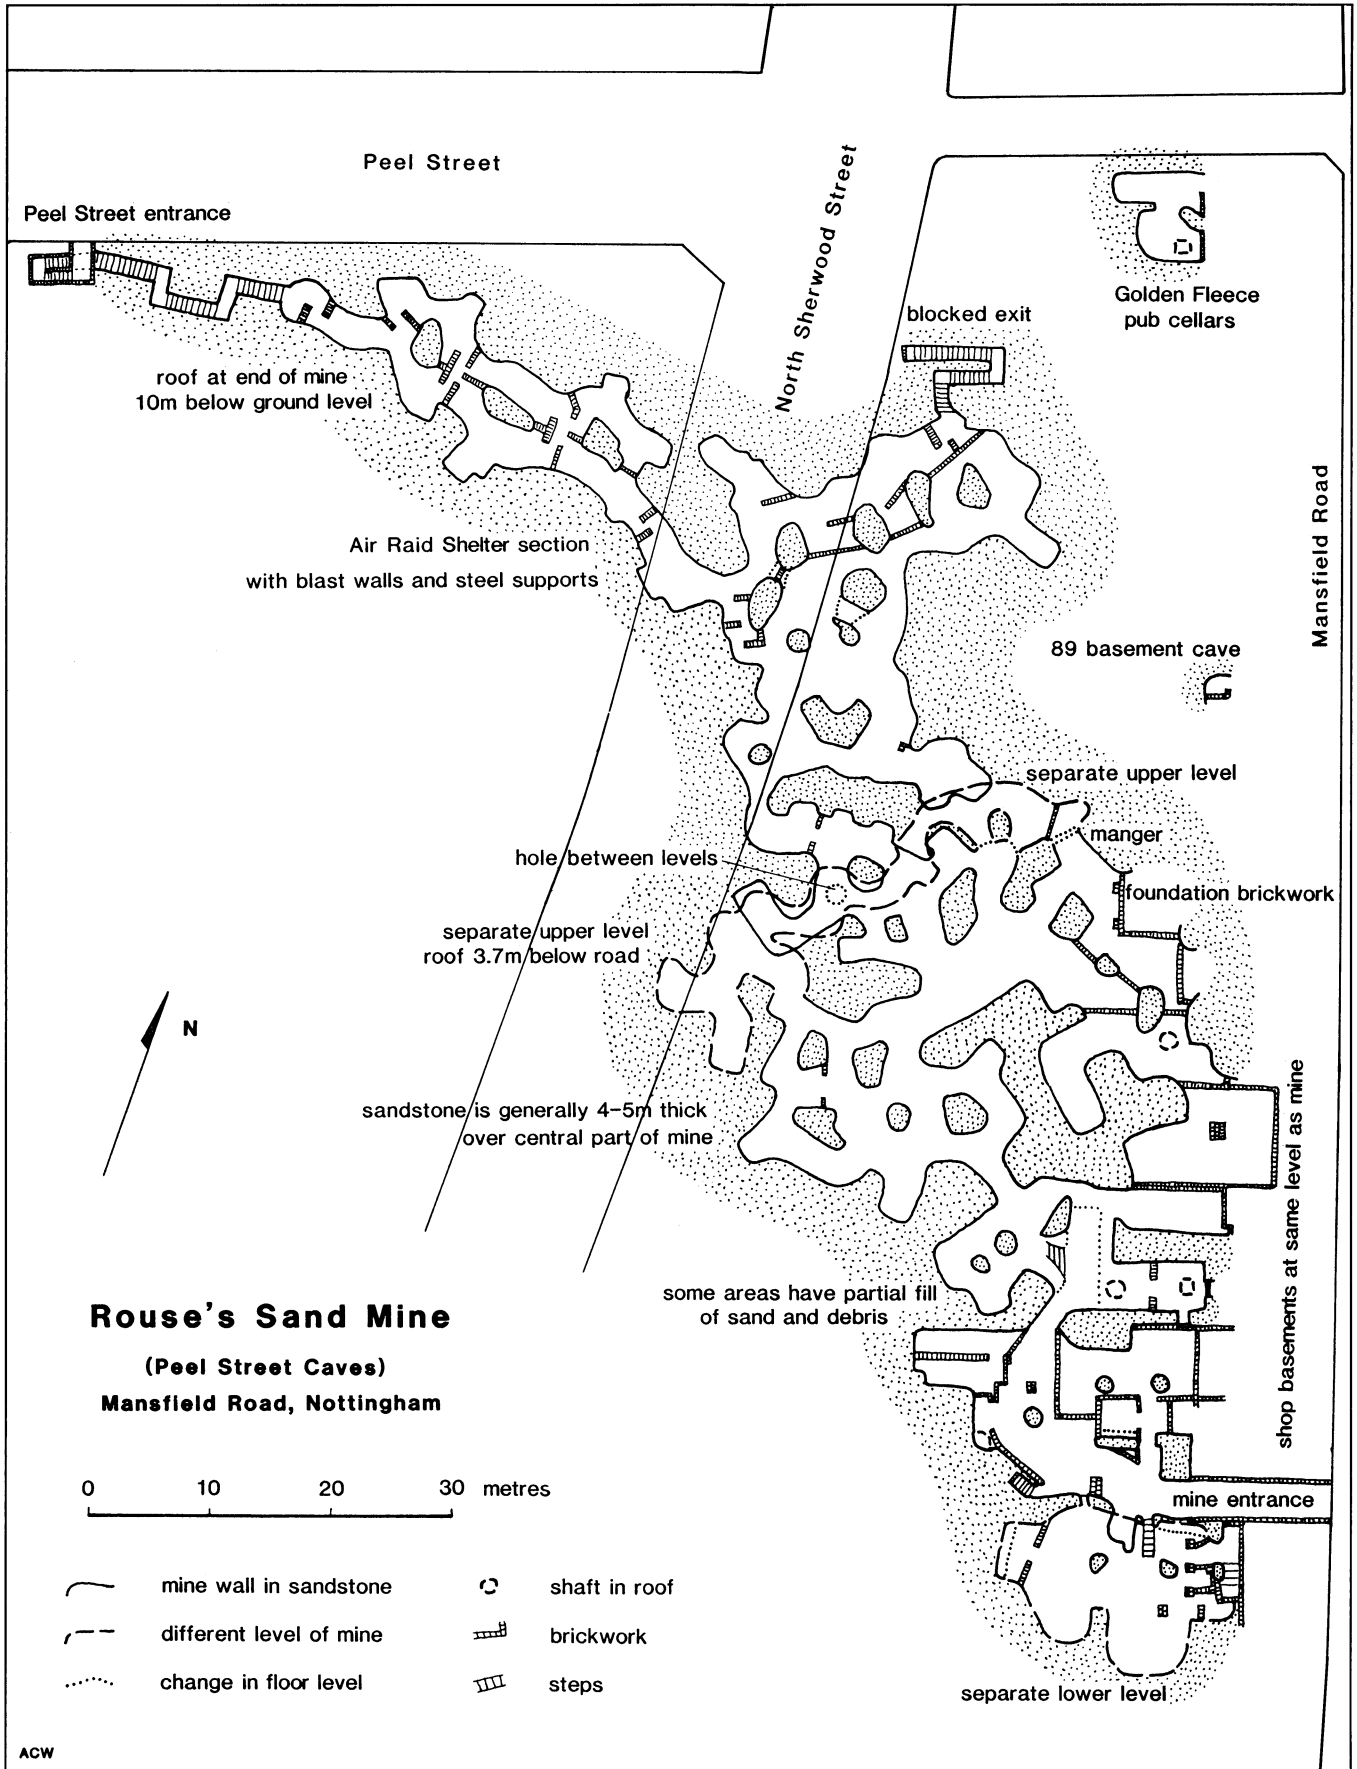 Peel Street
North Sherwood Street
Peel Street entrance
Golden Fleece
pub cellars
blocked exit
roof at end of mine
10m below ground level
Mansfield Road
Air Raid Shelter section
with blast walls and steel supports
89 basement cave
separate upper level
manger
hole between levels
foundation brickwork
separate upper level
roof 3.7m below road
N
sandstone is generally 4-5m thick
over central part of mine
shop basements at same level as mine
some areas have partial fill
of sand and debris
Rouse's Sand Mine
(Peel Street Caves)
Mansfield Road, Nottingham
0 10 20 30 metres
mine entrance
mine wall in sandstone
shaft in roof
different level of mine
brickwork
change in floor level
steps
separate lower level
ACW